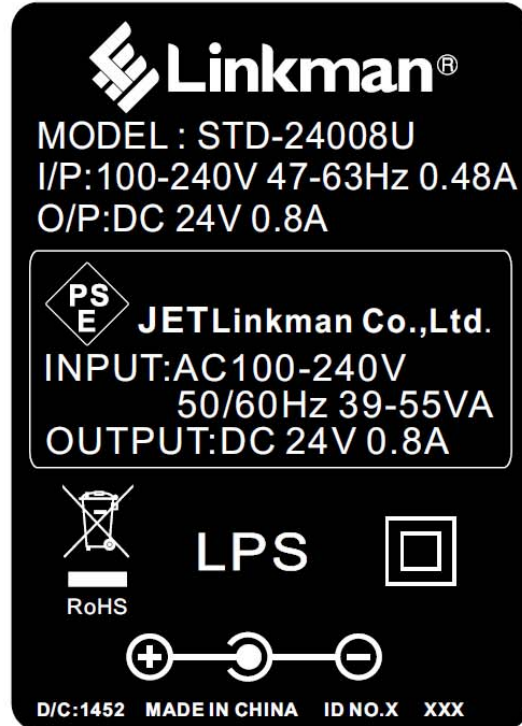 Linkman®
MODEL : STD-24008U
I/P:100-240V 47-63Hz 0.48A
O/P:DC 24V 0.8A
PS
E
JETLinkman Co.,Ltd.
INPUT:AC100-240V
50/60Hz 39-55VA
OUTPUT:DC 24V 0.8A
LPS
RoHS
D/C:1452 MADE IN CHINA ID NO.X XXX